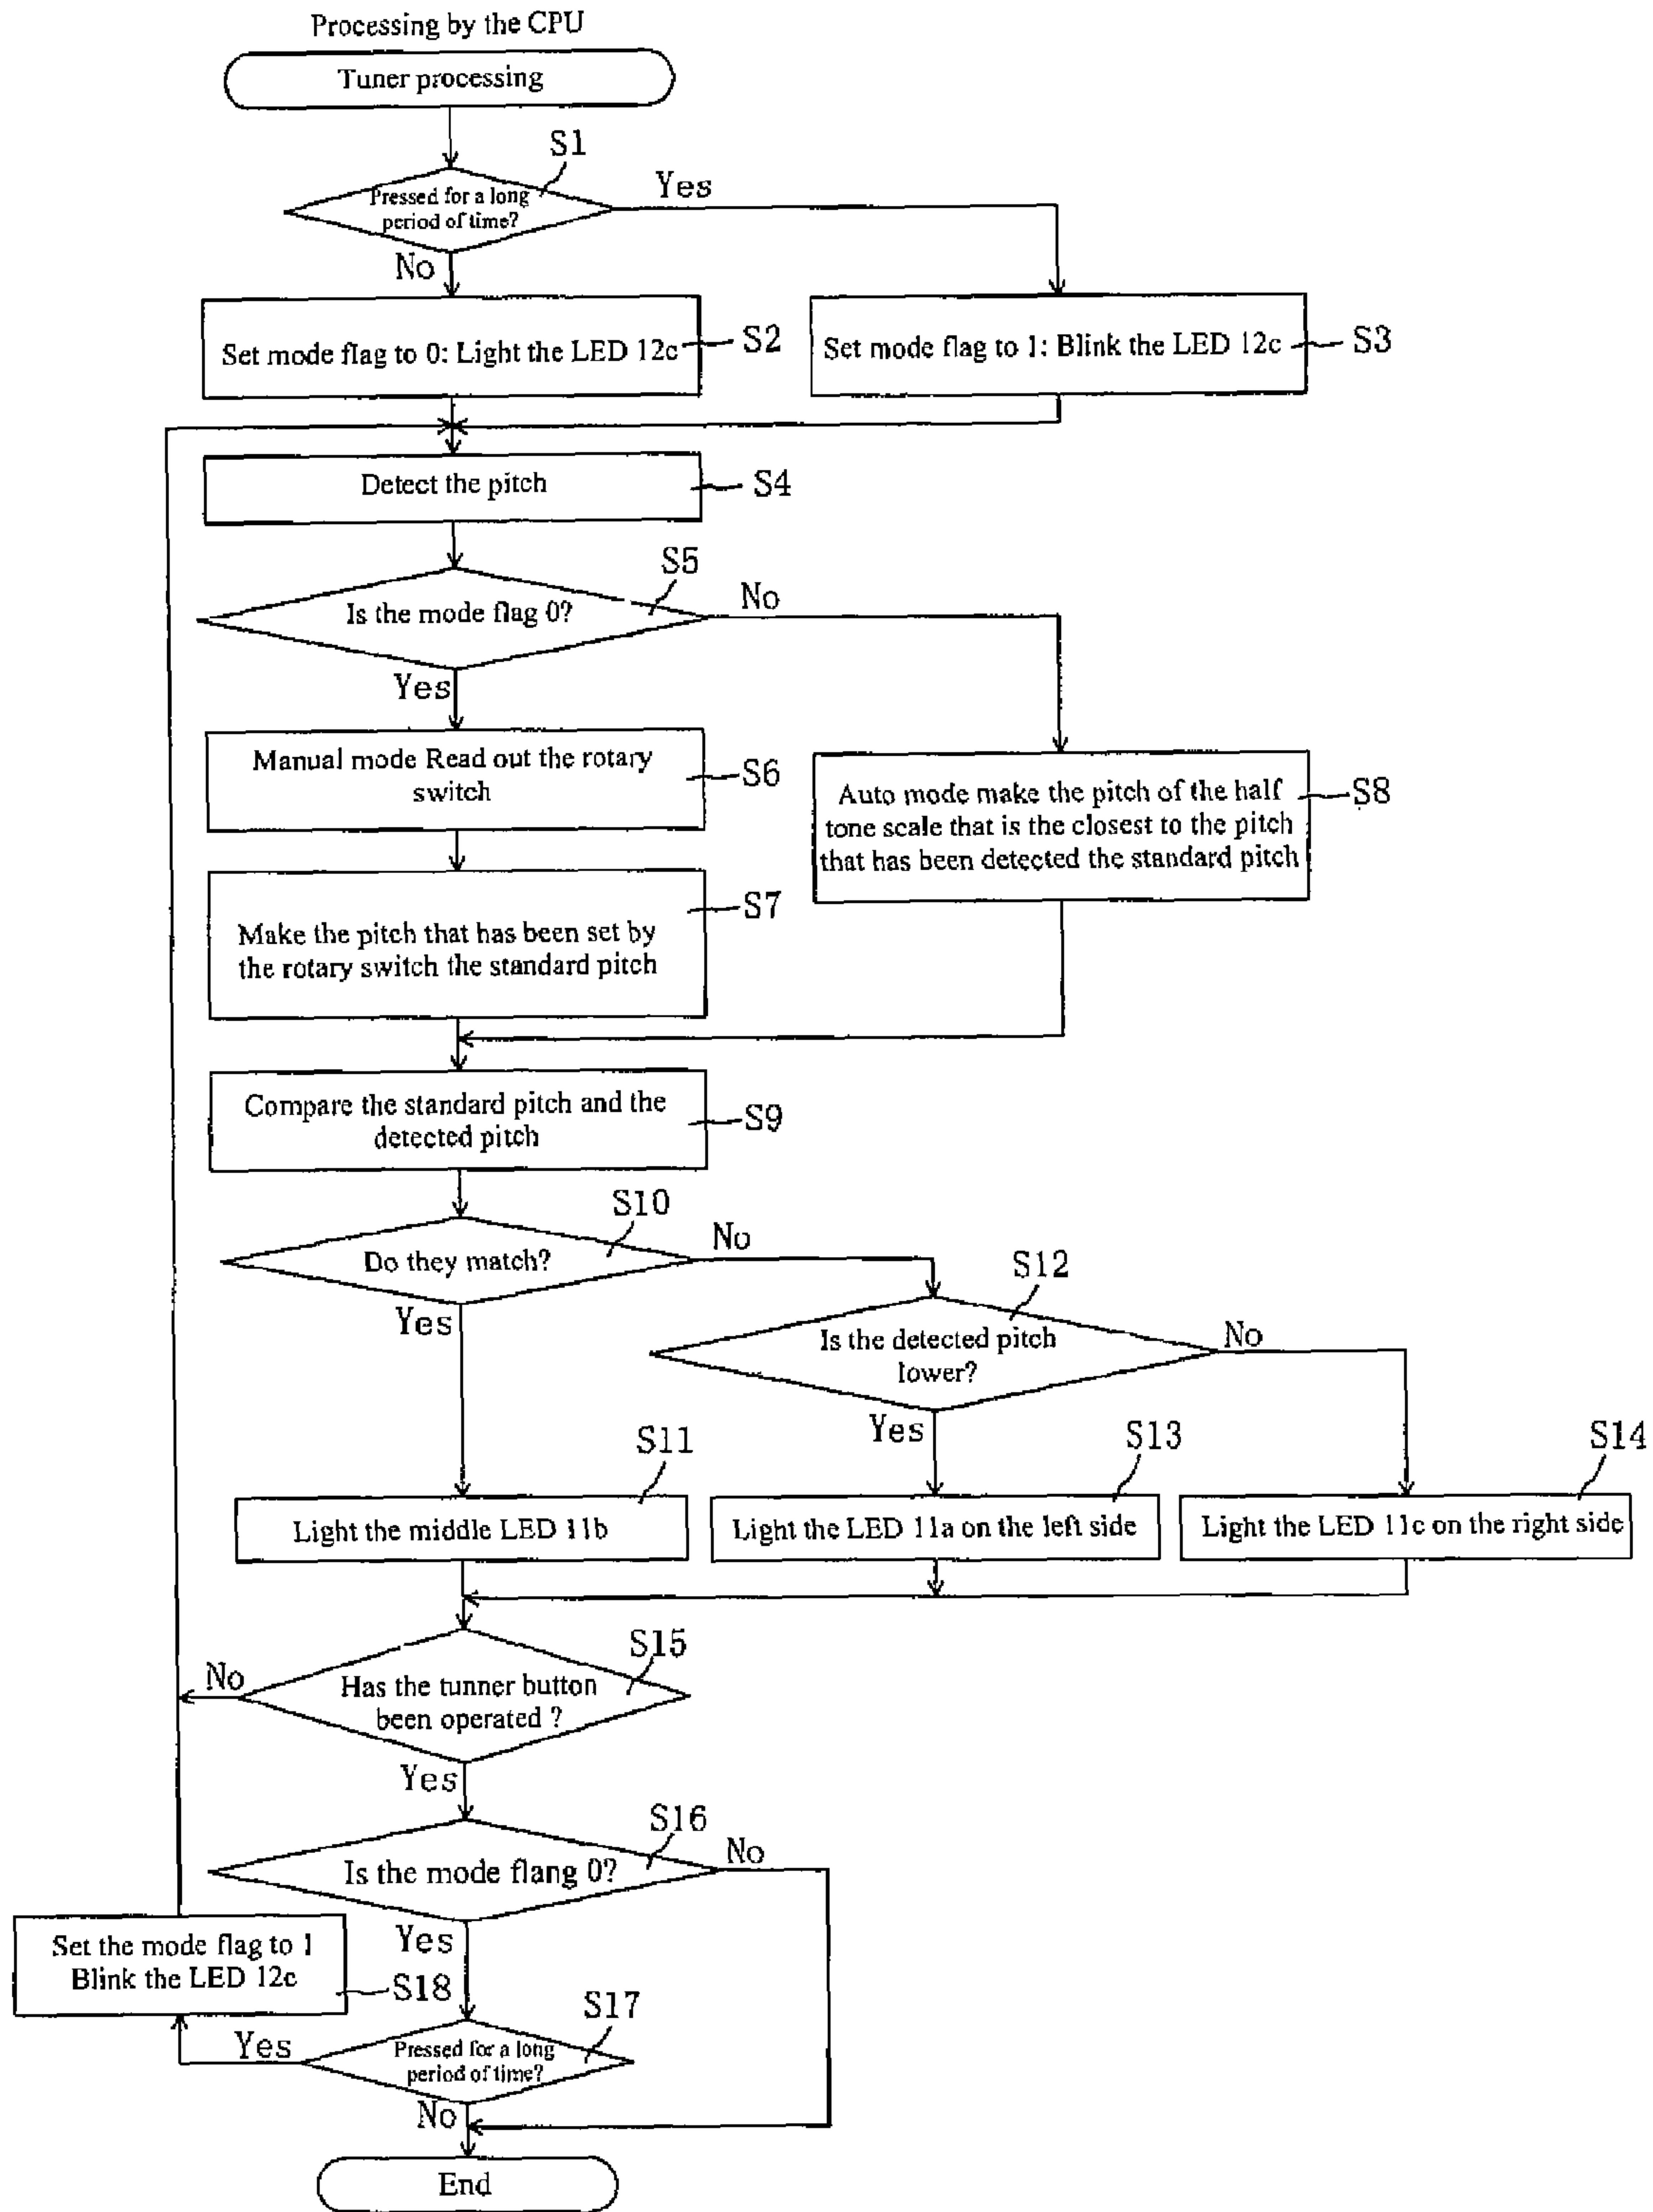 Processing by the CPU
Tuner processing
S1
Pressed for a long
period of time?
Yes
No
Set mode flag to 0: Light the LED 12c
S2
Set mode flag to 1: Blink the LED 12c
S3
Detect the pitch
S4
S5
Is the mode flag 0?
No
Yes
Manual mode Read out the rotary
switch
S6
Auto mode make the pitch of the half
tone scale that is the closest to the pitch
that has been detected the standard pitch
S8
S7
Make the pitch that has been set by
the rotary switch the standard pitch
Compare the standard pitch and the
detected pitch
S9
S10
Do they match?
No
Yes
S12
Is the detected pitch
lower?
No
Yes
S11
Light the middle LED 11b
S13
Light the LED 11a on the left side
S14
Light the LED 11c on the right side
S15
Has the tunner button
been operated ?
No
Yes
S16
Is the mode flang 0?
No
Yes
Set the mode flag to 1
Blink the LED 12c
S18
S17
Pressed for a long
period of time?
Yes
No
End